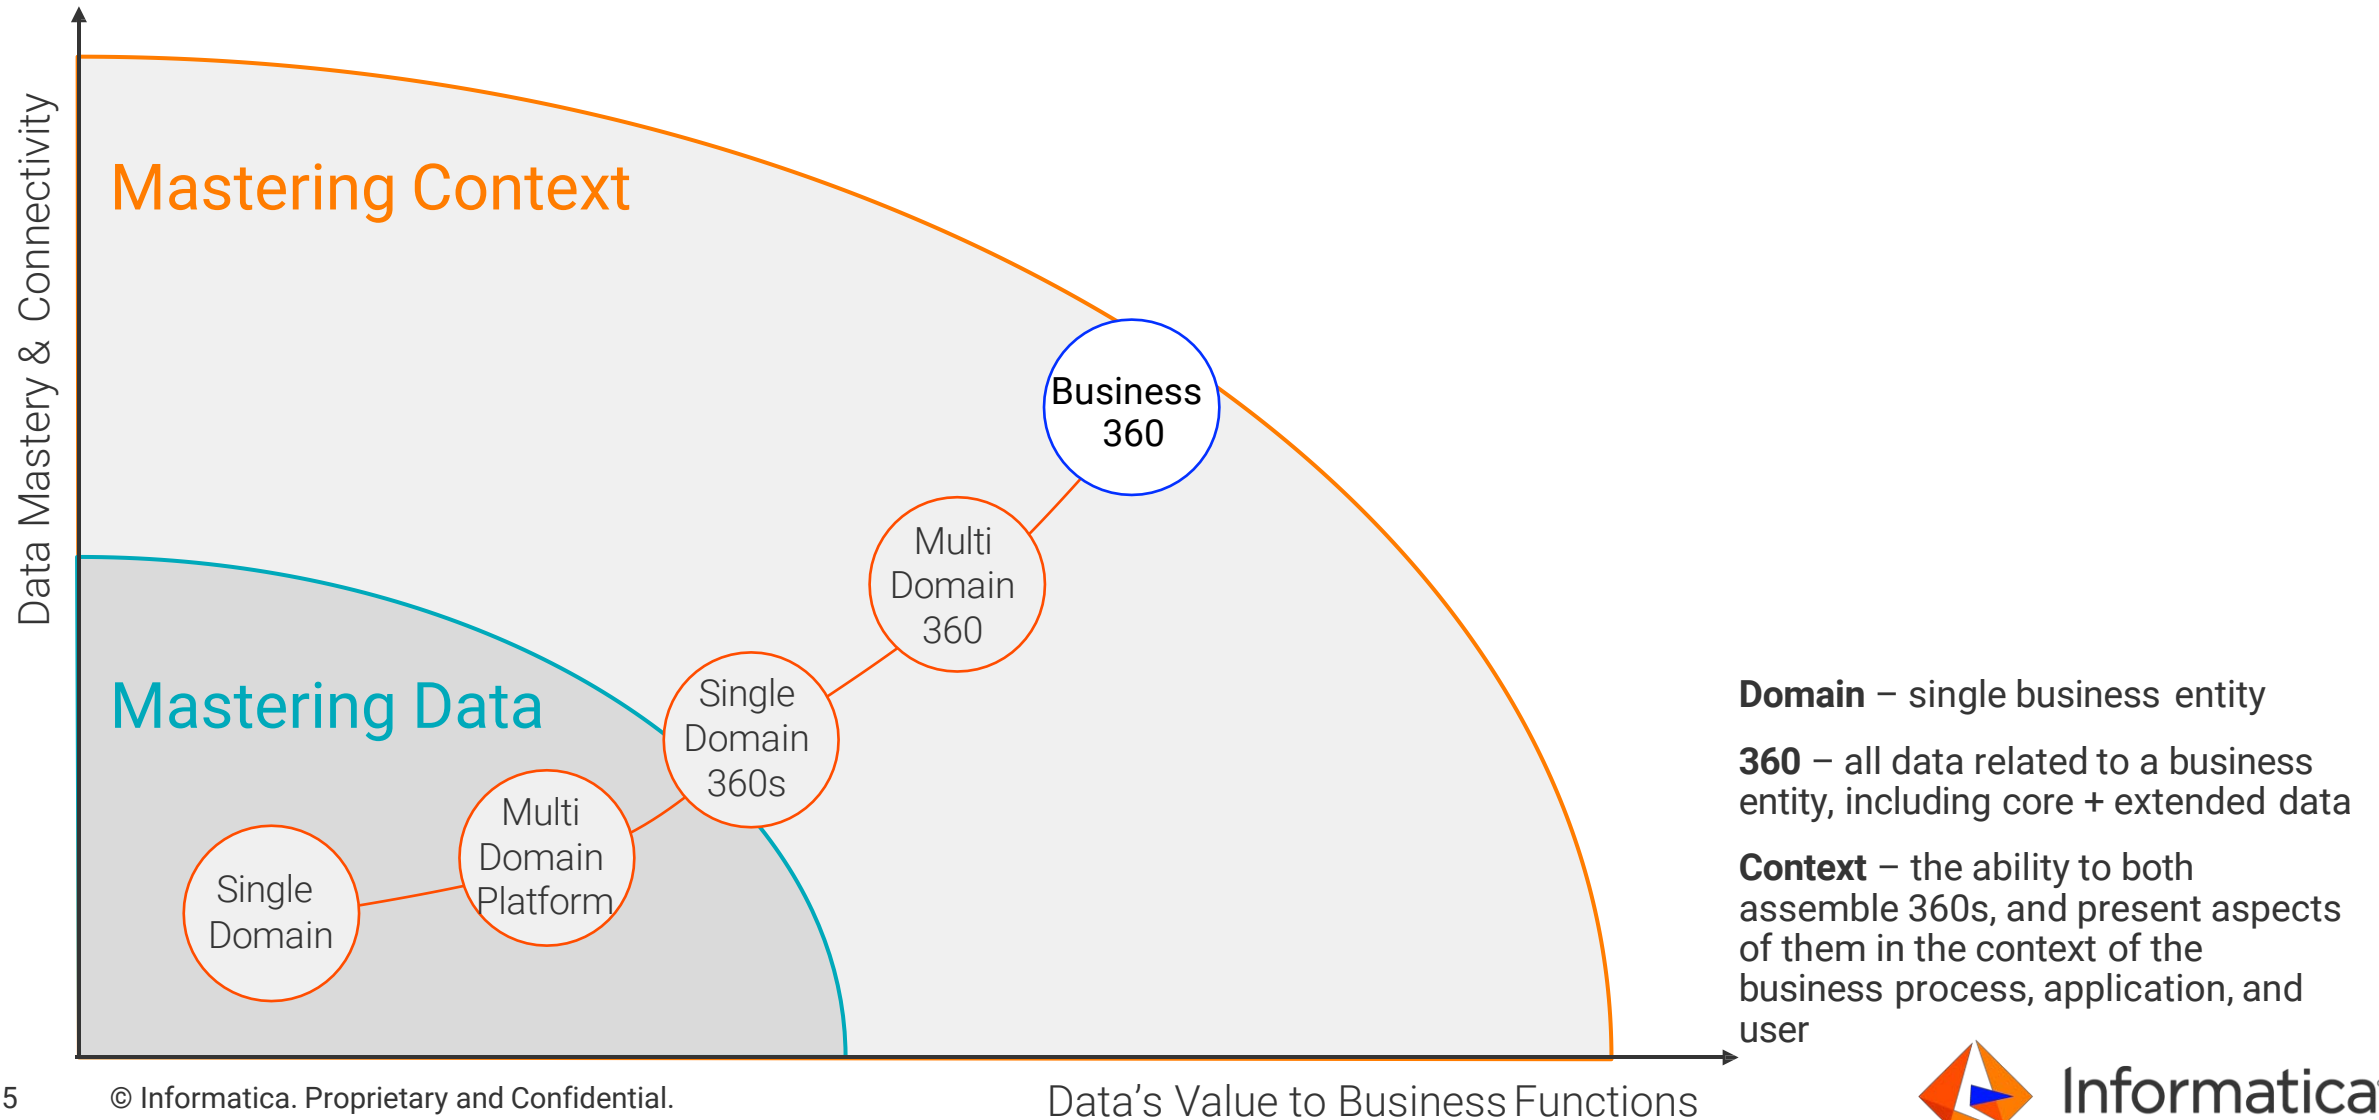 Data Mastery & Connectivity
Mastering Context
Business
360
Multi
Domain
360
Mastering Data
Single
Domain
360s
Multi
Domain
Platform
Single
Domain
Domain – single business entity
360 – all data related to a business
entity, including core + extended data
Context – the ability to both
assemble 360s, and present aspects
of them in the context of the
business process, application, and
user
Data’s Value to Business Functions
5
© Informatica. Proprietary and Confidential.
Informatica